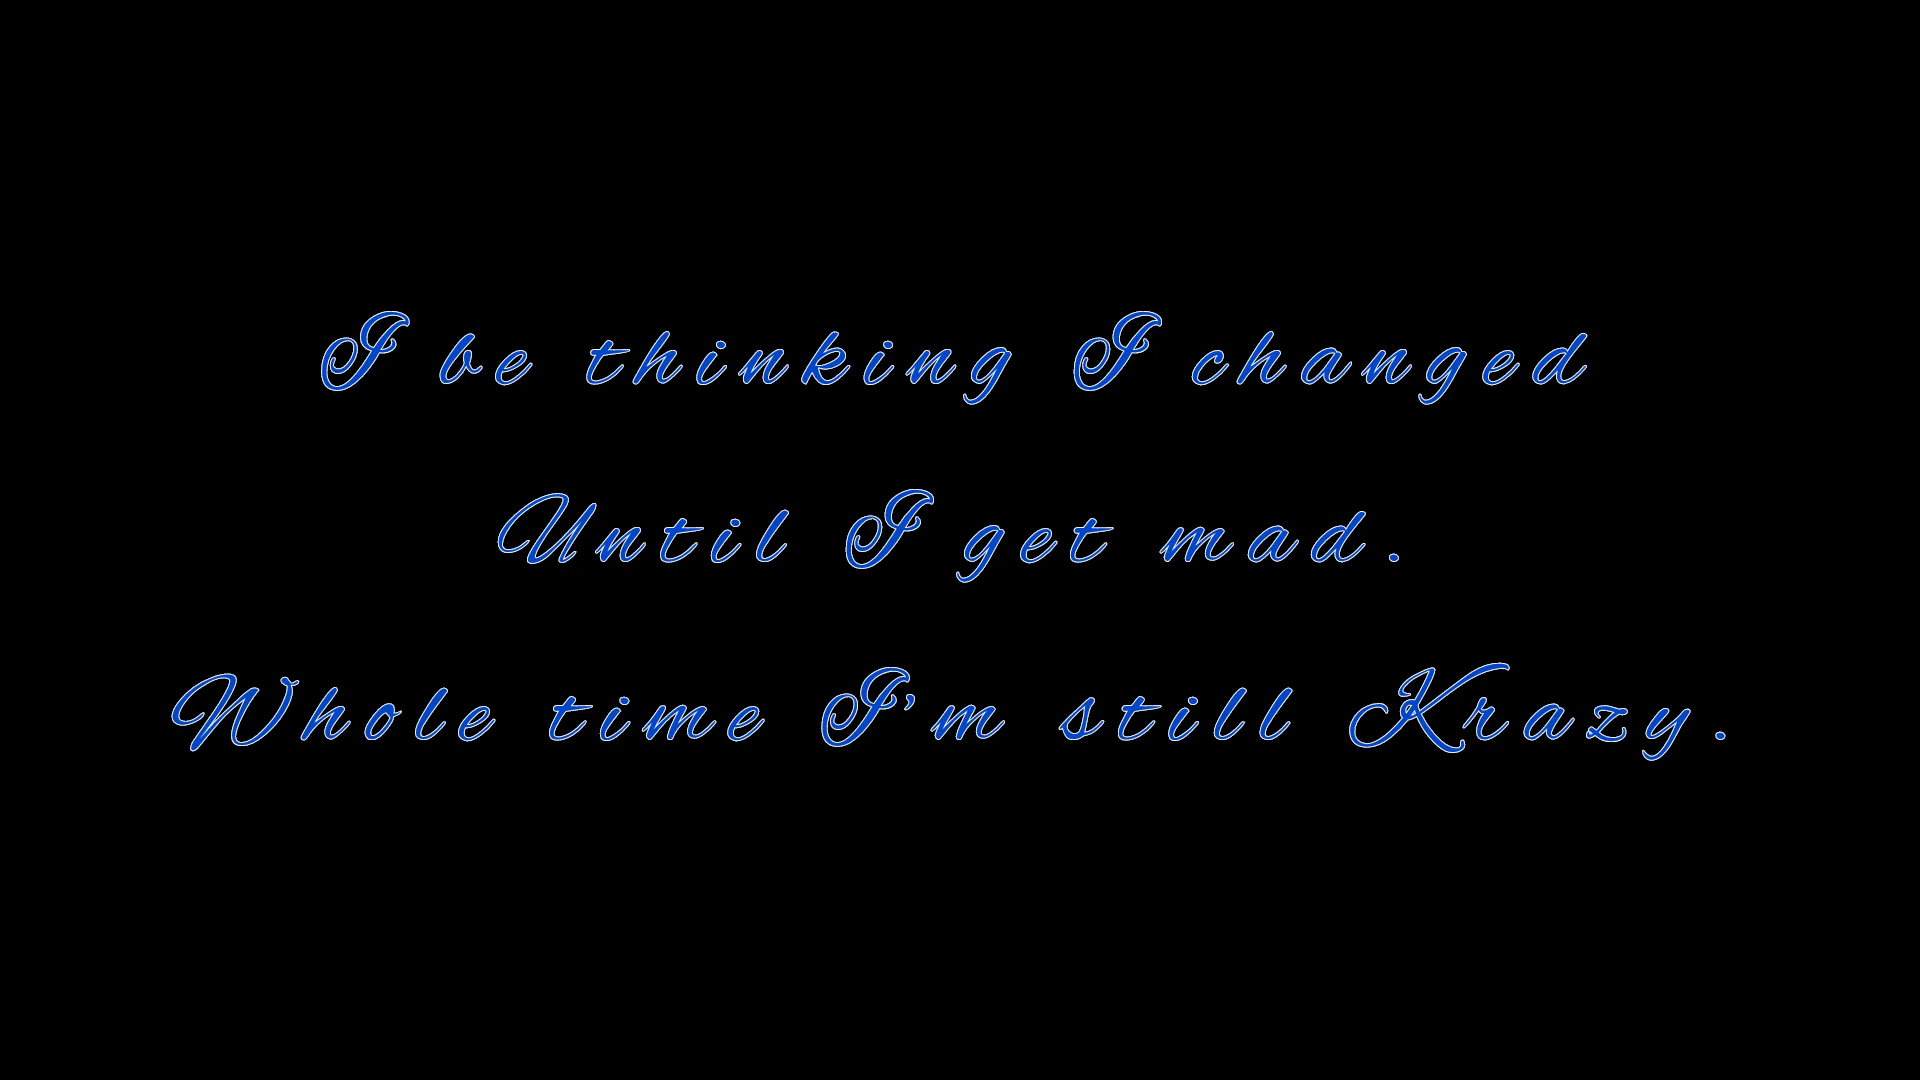 I be thinking I changed
Until I get mad.
Whole time I'm still Krazy.